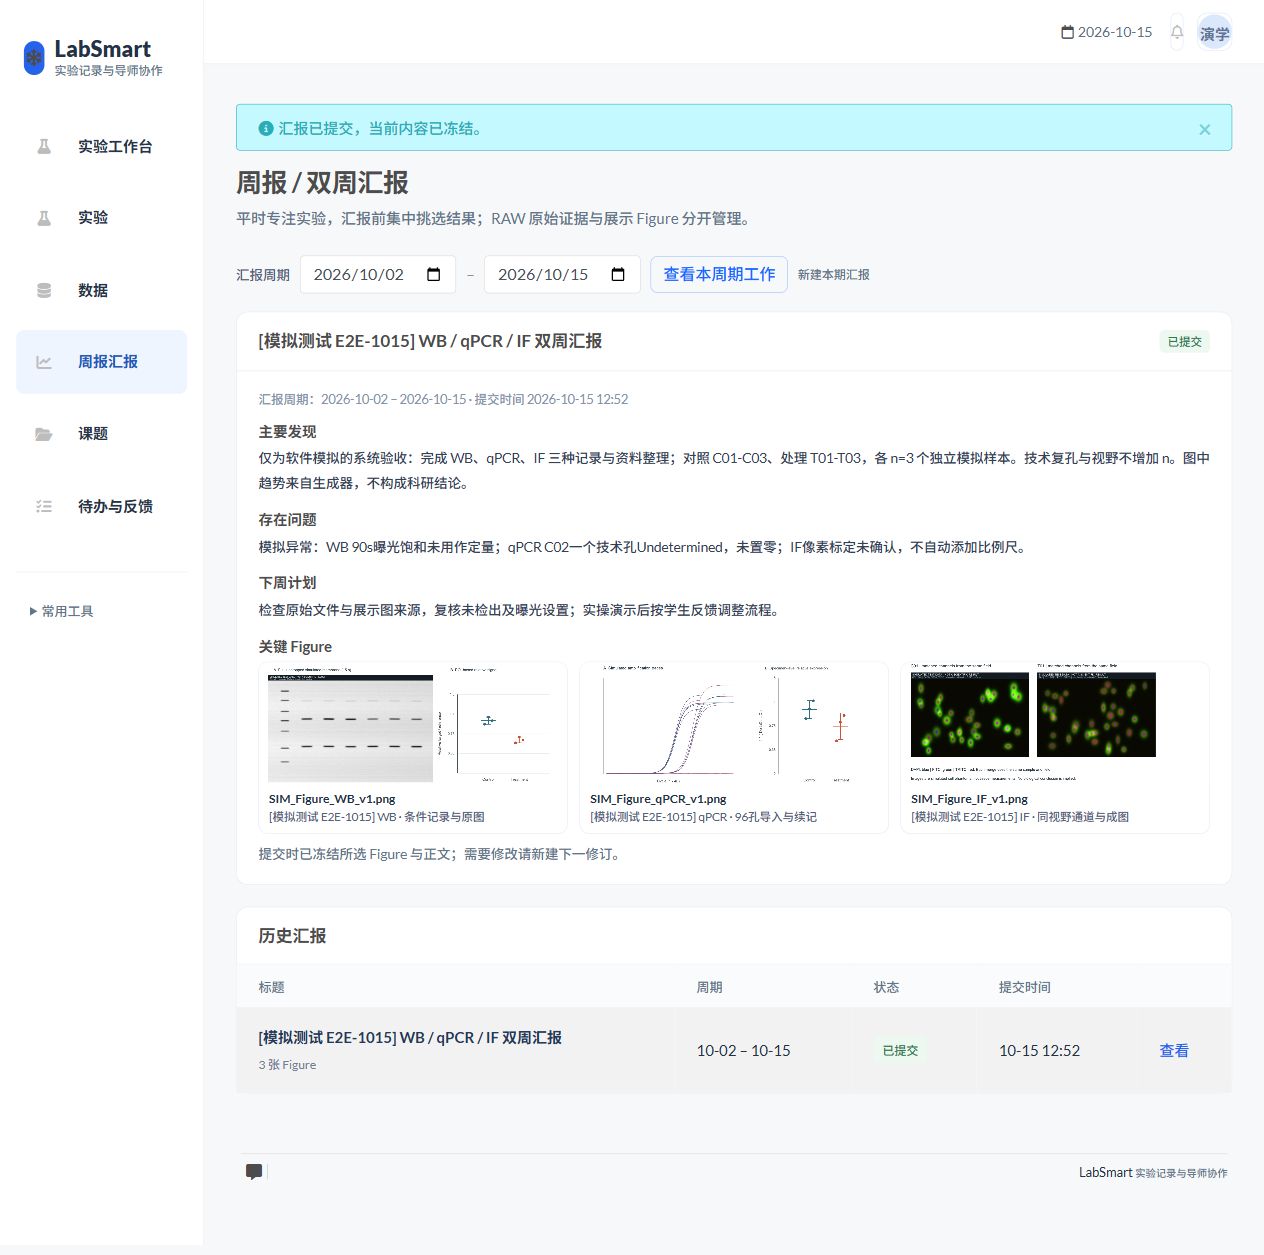 LabSmart
实验记录与导师协作
2026-10-15
演学
实验工作台
实验
数据
周报汇报
课题
待办与反馈
常用工具
汇报已提交，当前内容已冻结。
周报 / 双周汇报
平时专注实验，汇报前集中挑选结果；RAW 原始证据与展示 Figure 分开管理。
汇报周期 2026/10/02 – 2026/10/15 查看本周期工作 新建本期汇报
[模拟测试 E2E-1015] WB / qPCR / IF 双周汇报 已提交
汇报周期：2026-10-02 – 2026-10-15 · 提交时间 2026-10-15 12:52
主要发现
仅为软件模拟的系统验收：完成 WB、qPCR、IF 三种记录与资料整理；对照 C01-C03、处理 T01-T03，各 n=3 个独立模拟样本。技术复孔与视野不增加 n。图中
趋势来自生成器，不构成科研结论。
存在问题
模拟异常：WB 90s曝光饱和未用作定量；qPCR C02一个技术孔Undetermined，未置零；IF像素标定未确认，不自动添加比例尺。
下周计划
检查原始文件与展示图来源，复核未检出及曝光设置；实操演示后按学生反馈调整流程。
关键 Figure
SIM_Figure_WB_v1.png
[模拟测试 E2E-1015] WB · 条件记录与原图
SIM_Figure_qPCR_v1.png
[模拟测试 E2E-1015] qPCR · 96孔导入与续记
SIM_Figure_IF_v1.png
[模拟测试 E2E-1015] IF · 同视野通道与成图
提交时已冻结所选 Figure 与正文；需要修改请新建下一修订。
历史汇报
标题 周期 状态 提交时间
[模拟测试 E2E-1015] WB / qPCR / IF 双周汇报
3 张 Figure
10-02 – 10-15 已提交 10-15 12:52 查看
LabSmart 实验记录与导师协作